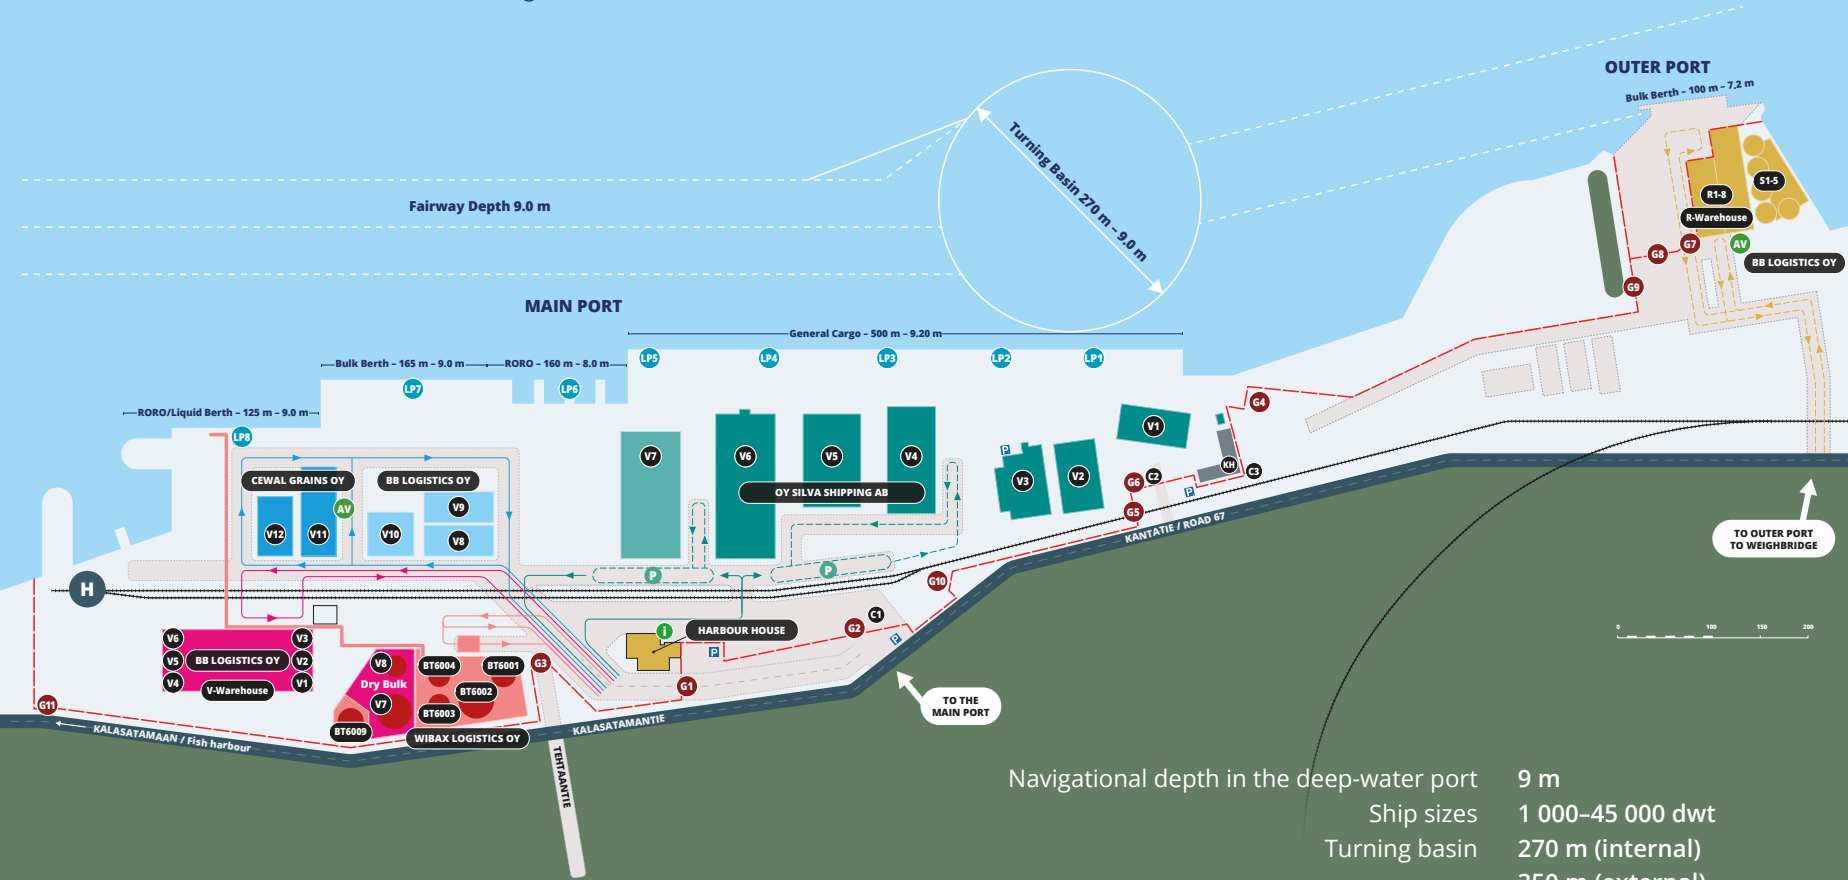 OUTER PORT
Bulk Berth – 100 m – 7.2 m
Turning Basin 270 m – 9.0 m
R1-8
S1-5
R-Warehouse
Fairway Depth 9.0 m
G8
G7
AV
BB LOGISTICS OY
G9
MAIN PORT
General Cargo – 500 m – 9.20 m
LP5
LP4
LP3
LP2
LP1
Bulk Berth – 165 m – 9.0 m
RORO – 160 m – 8.0 m
LP7
LP6
RORO/Liquid Berth – 125 m – 9.0 m
LP8
G4
V1
V7
V6
V5
V4
P
KH
C3
CEWAL GRAINS OY
BB LOGISTICS OY
V3
V2
G6
C2
P
OY SILVA SHIPPING AB
AV
V9
G5
V12
V11
V10
V8
KANTATIE / ROAD 67
TO OUTER PORT
TO WEIGHBRIDGE
P
P
G10
H
C1
i
HARBOUR HOUSE
G2
P
P
0
100
200
V6
V3
V5
BB LOGISTICS OY
V2
V4
V-Warehouse
V1
V8
BT6004
BT6001
G3
Dry Bulk
BT6002
G1
V7
BT6003
G11
BT6009
WIBAX LOGISTICS OY
TO THE
MAIN PORT
KALASATAMAAN / Fish harbour
KALASATAMANTIE
TEHTAANTIE
Navigational depth in the deep-water port 9 m
Ship sizes 1 000–45 000 dwt
Turning basin 270 m (internal)